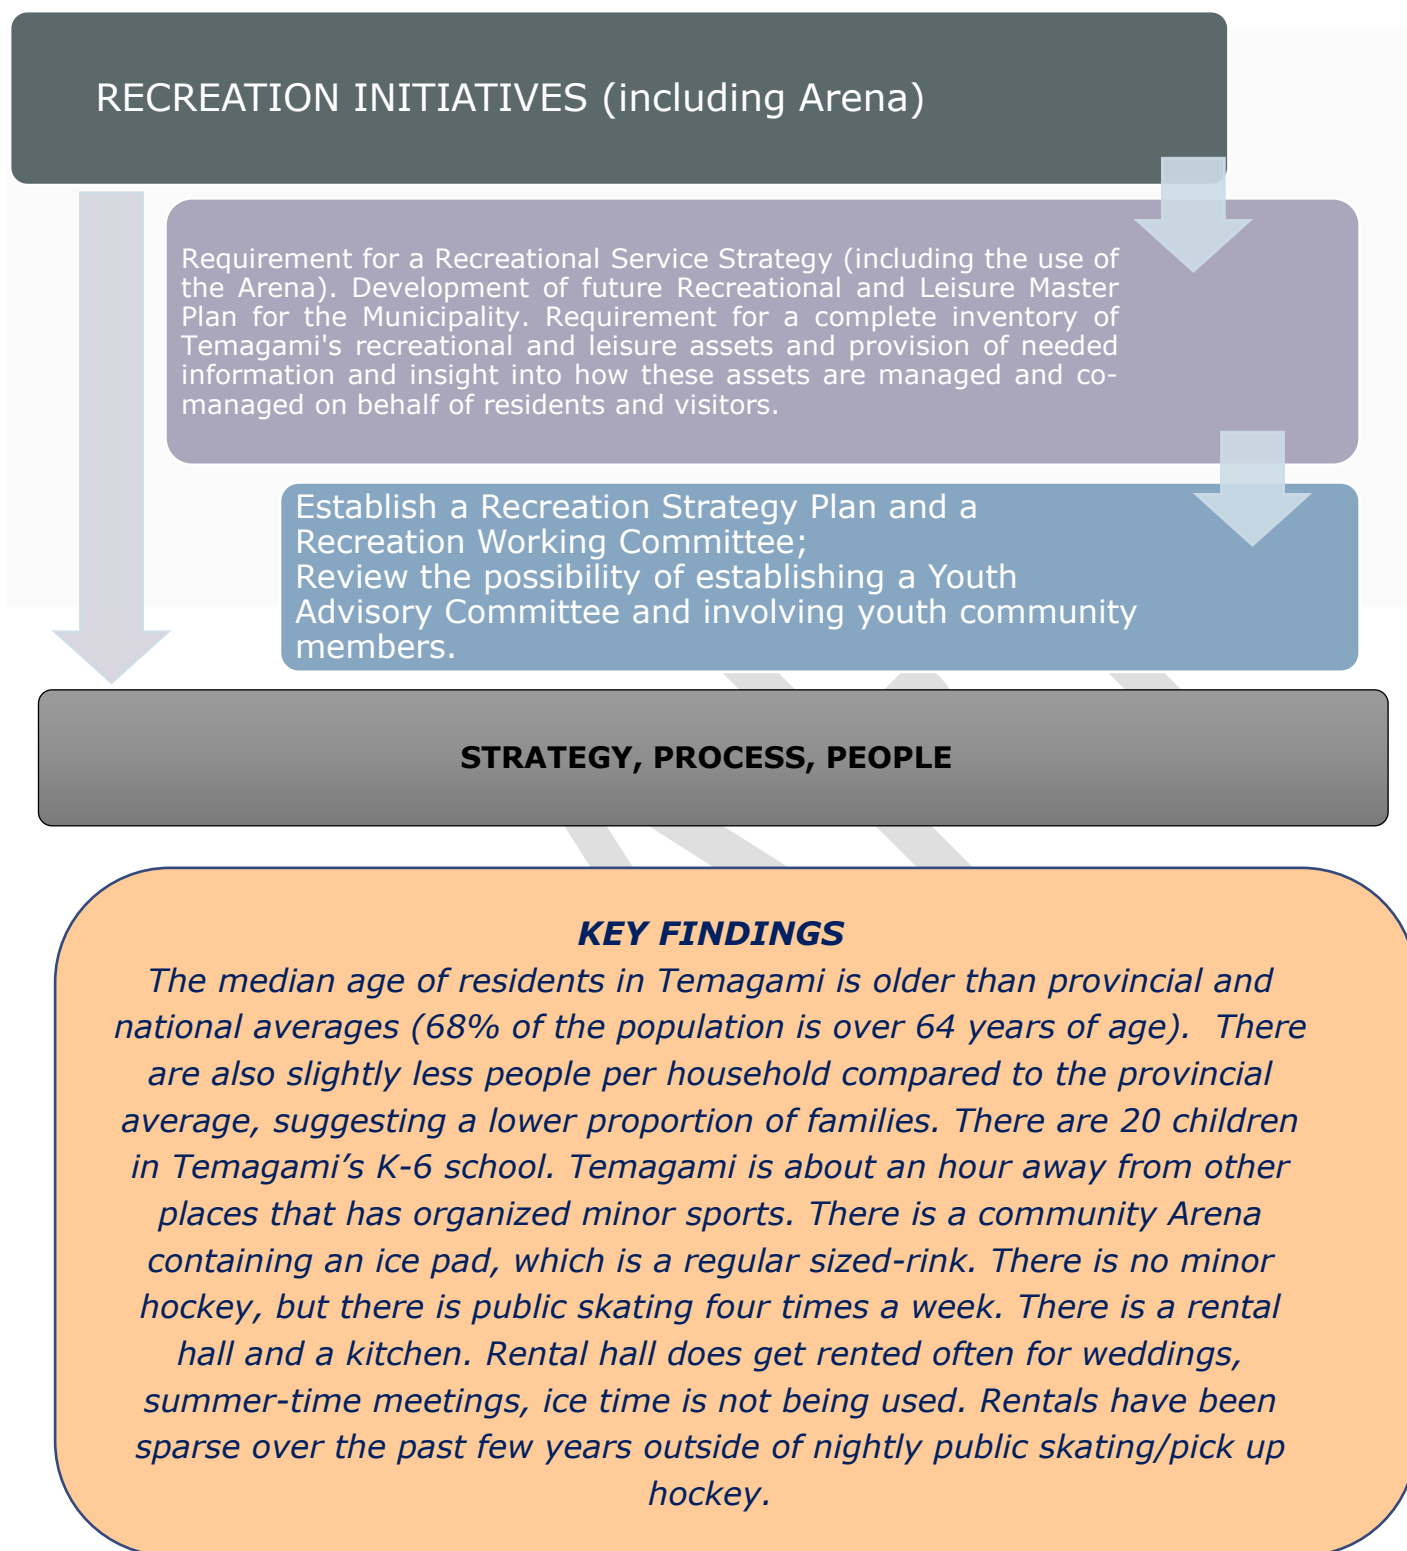 RECREATION INITIATIVES (including Arena)
Requirement for a Recreational Service Strategy (including the use of
the Arena). Development of future Recreational and Leisure Master
Plan for the Municipality. Requirement for a complete inventory of
Temagami's recreational and leisure assets and provision of needed
information and insight into how these assets are managed and co-
managed on behalf of residents and visitors.
Establish a Recreation Strategy Plan and a
Recreation Working Committee;
Review the possibility of establishing a Youth
Advisory Committee and involving youth community
members.
STRATEGY, PROCESS, PEOPLE
KEY FINDINGS
The median age of residents in Temagami is older than provincial and
national averages (68% of the population is over 64 years of age).  There
are also slightly less people per household compared to the provincial
average, suggesting a lower proportion of families. There are 20 children
in Temagami’s K-6 school. Temagami is about an hour away from other
places that has organized minor sports. There is a community Arena
containing an ice pad, which is a regular sized-rink. There is no minor
hockey, but there is public skating four times a week. There is a rental
hall and a kitchen. Rental hall does get rented often for weddings,
summer-time meetings, ice time is not being used. Rentals have been
sparse over the past few years outside of nightly public skating/pick up
hockey.